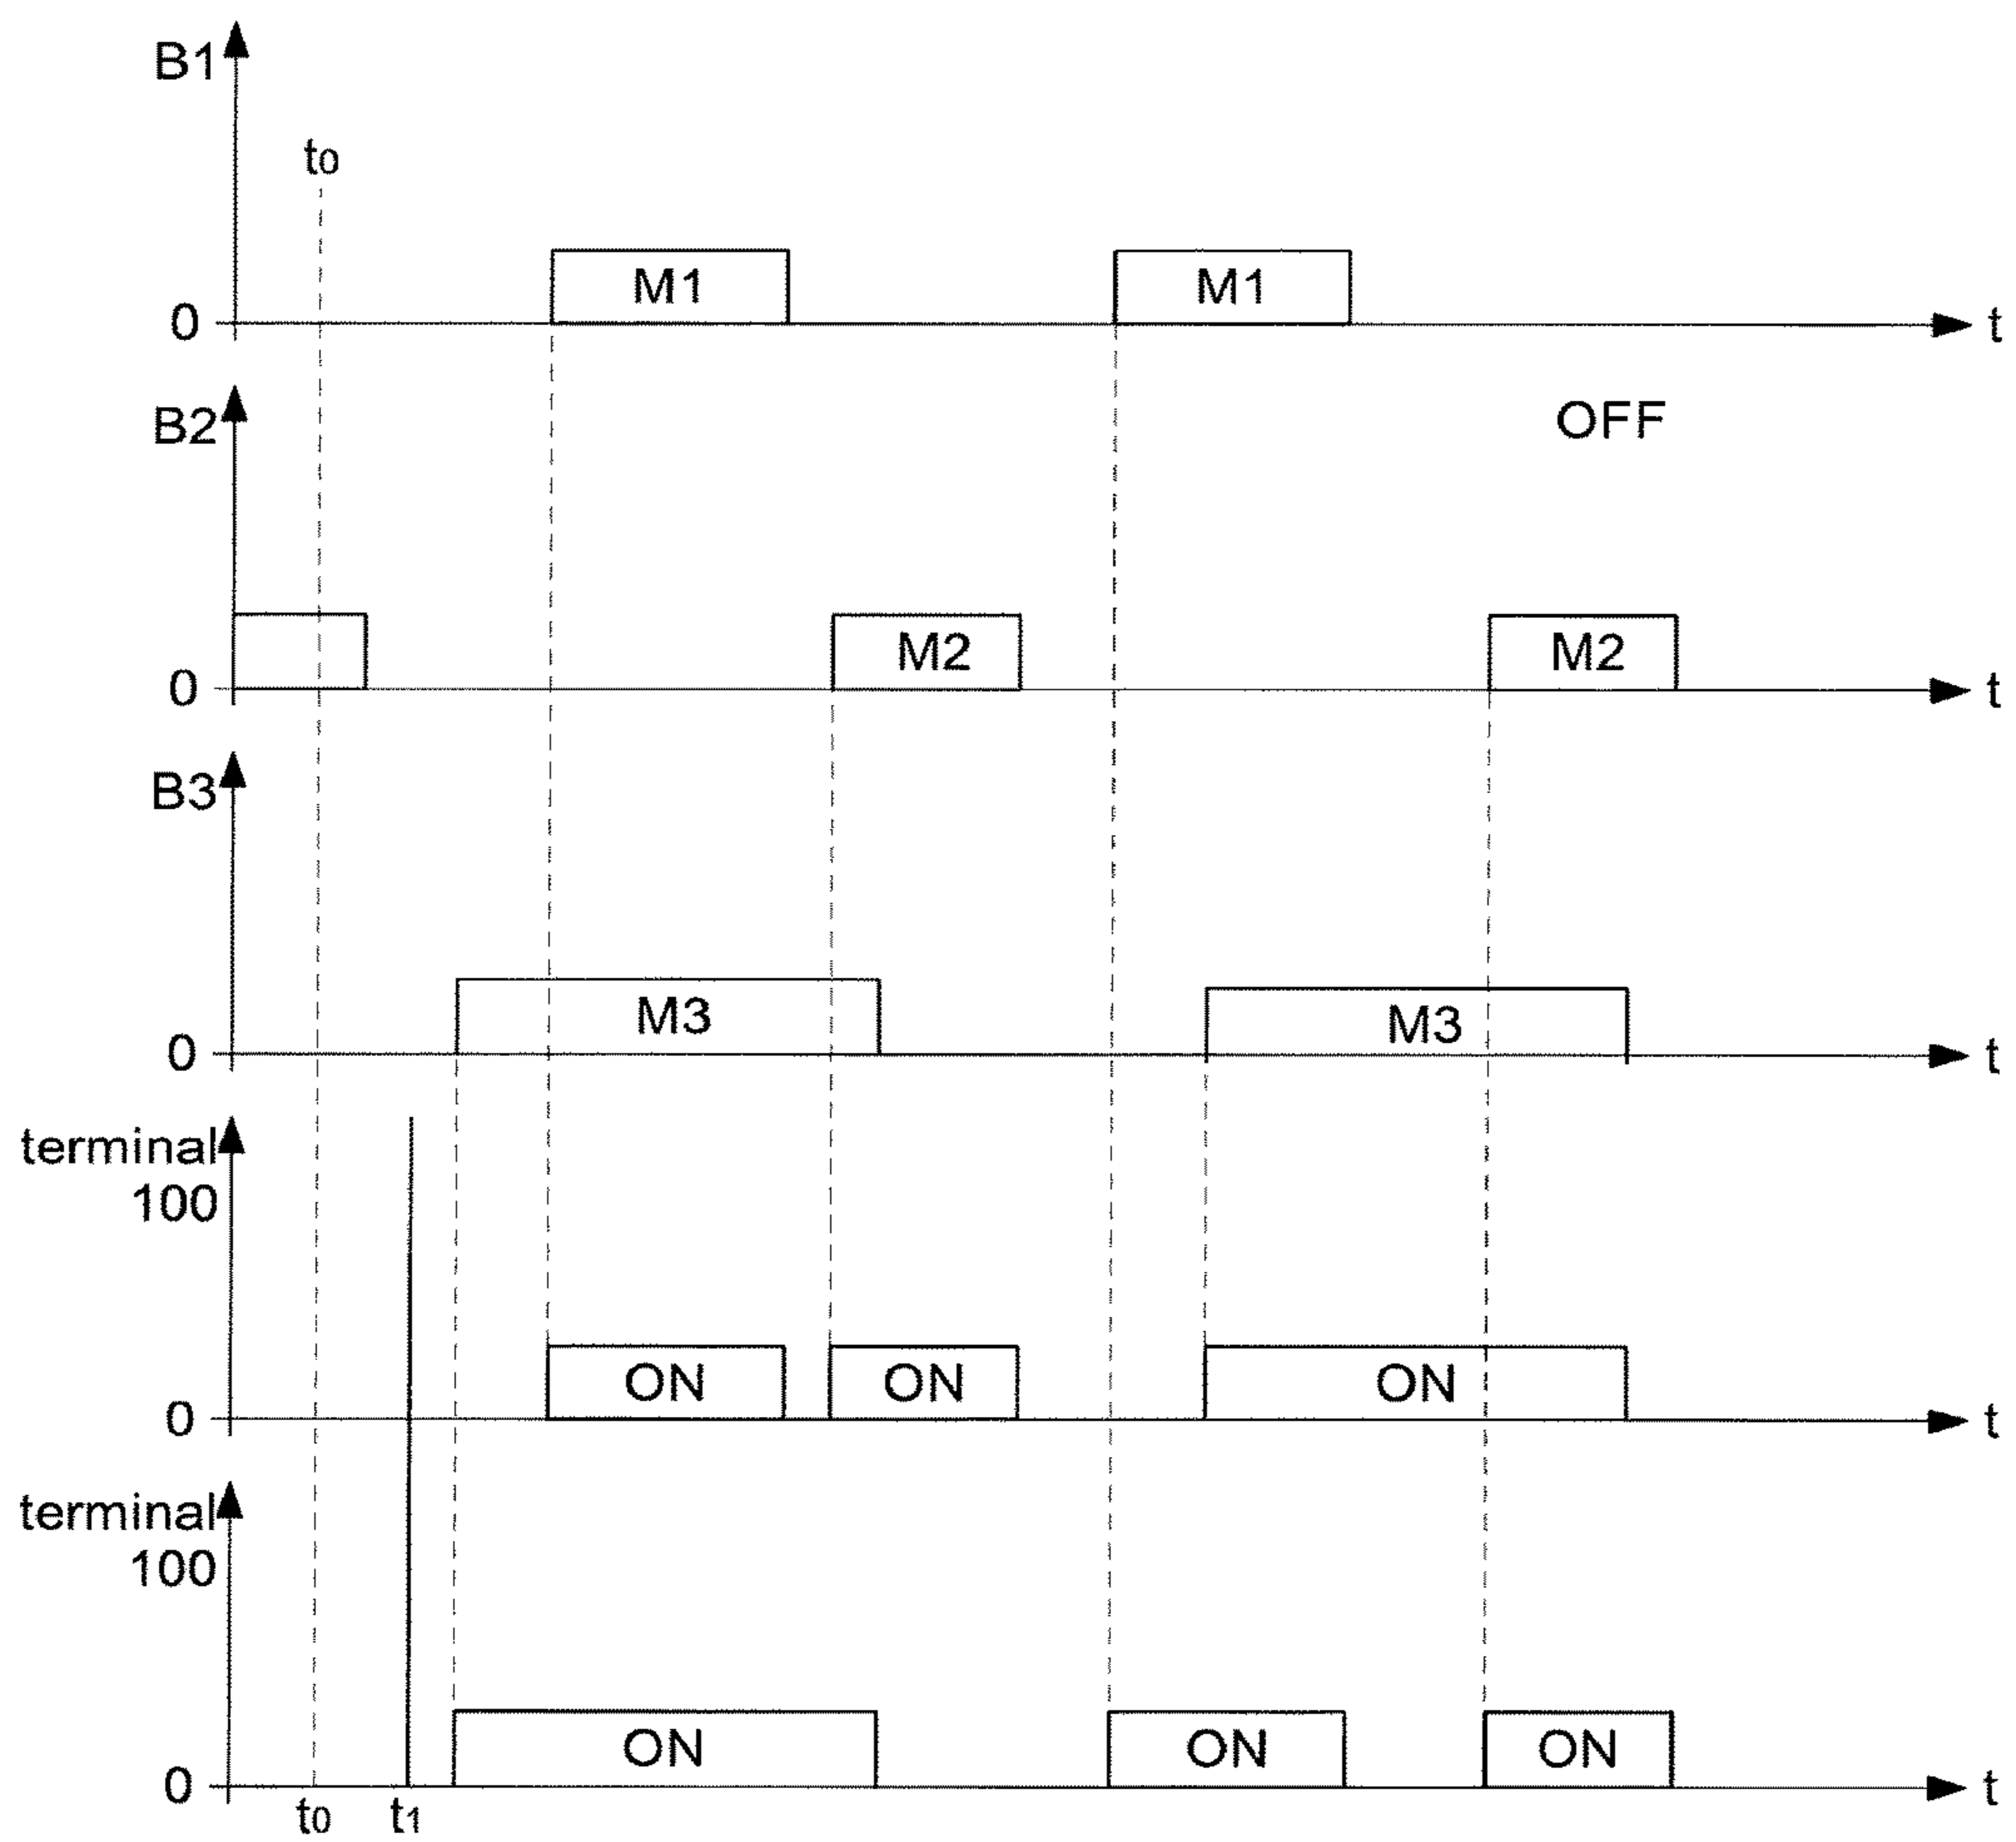 B1
t0
M1 M1
0 t
B2 OFF
M2 M2
0 t
B3
M3 M3
0 t
terminal
100
ON ON ON
0 t
terminal
100
ON ON ON
0 t
t0 t1